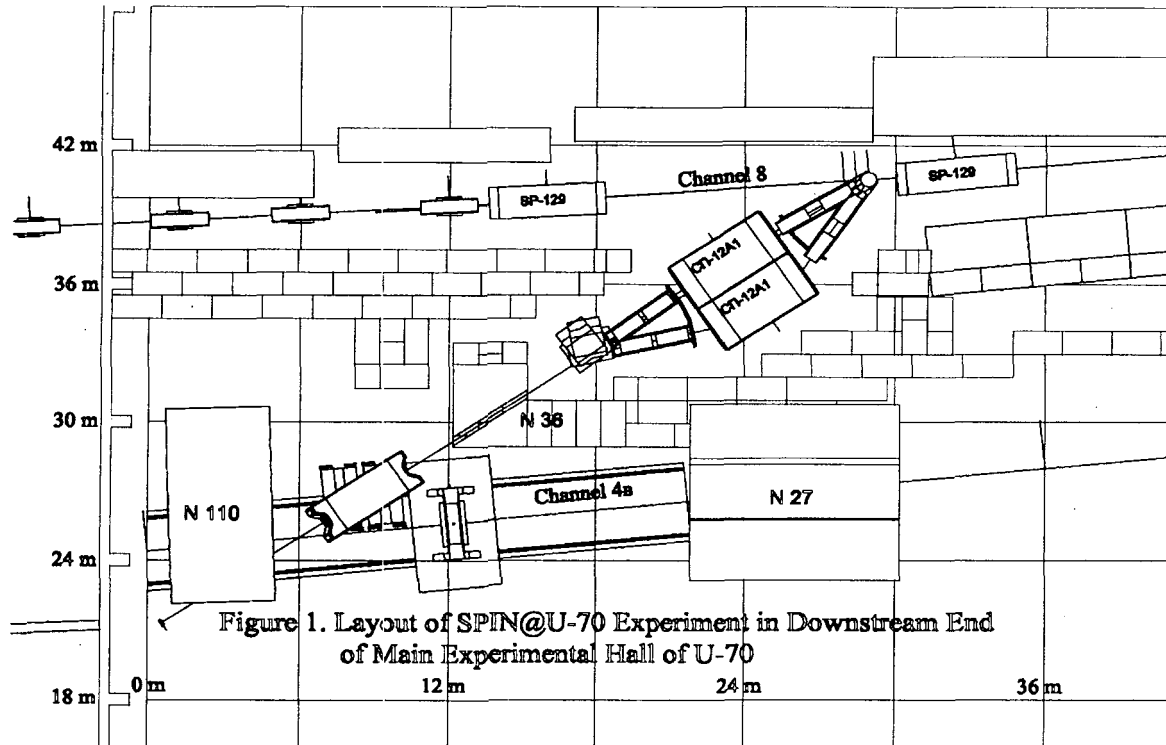 42 m
Channel 8
SP-129
SP-129
36 m
СП-12А1
СП-12А1
30 m
N 36
N 110
Channel 4в
N 27
24 m
Figure 1. Layout of SPIN@U-70 Experiment in Downstream End
of Main Experimental Hall of U-70
18 m
0 m
12 m
24 m
36 m